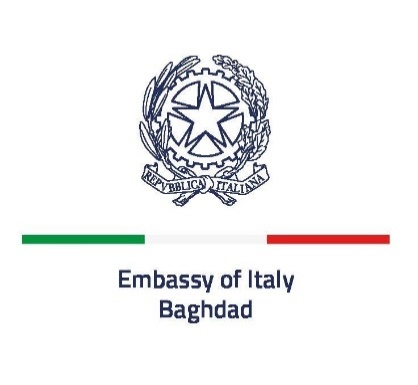 REPVBBLICA ITALIANA
Embassy of Italy
Baghdad